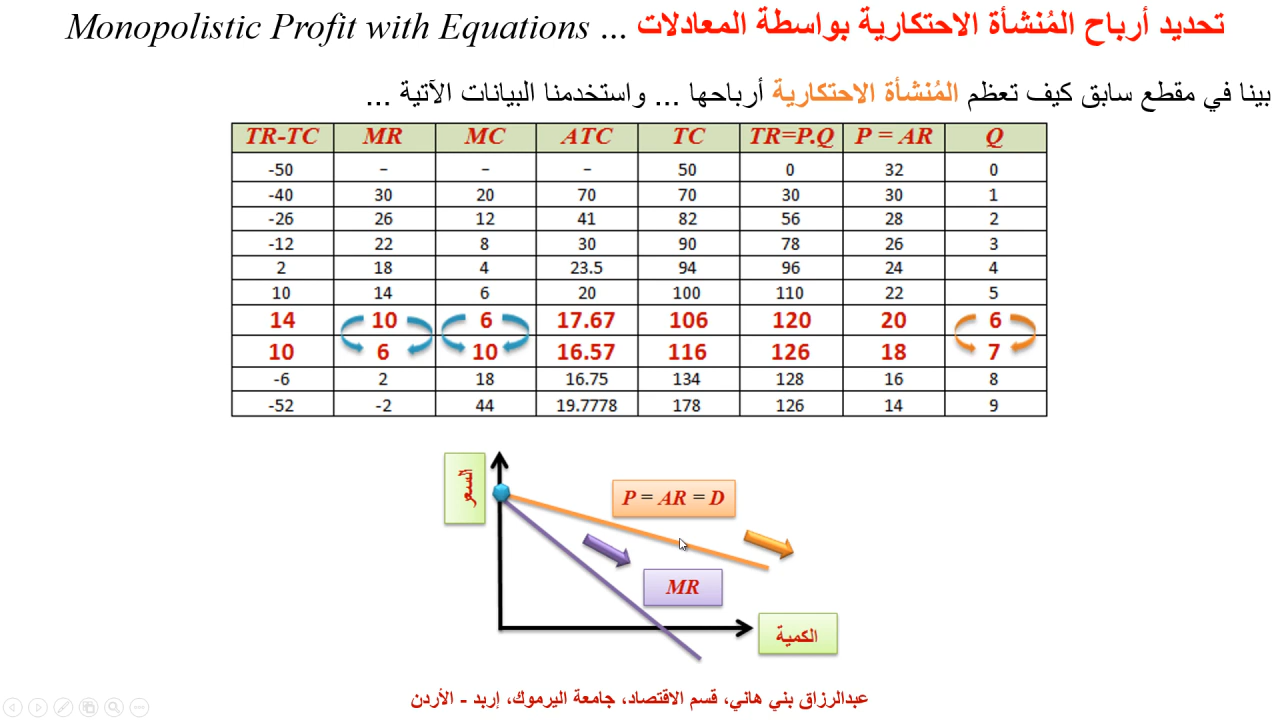 تحديد أرباح المُنشأة الاحتكارية بواسطة المعادلات ... Monopolistic Profit with Equations
بينا في مقطع سابق كيف تعظم المُنشأة الاحتكارية أرباحها ... واستخدمنا البيانات الآتية ...
TR-TC MR MC ATC TC TR=P.Q P = AR Q
-50 – – – 50 0 32 0
-40 30 20 70 70 30 30 1
-26 26 12 41 82 56 28 2
-12 22 8 30 90 78 26 3
2 18 4 23.5 94 96 24 4
10 14 6 20 100 110 22 5
14 10 6 17.67 106 120 20 6
10 6 10 16.57 116 126 18 7
-6 2 18 16.75 134 128 16 8
-52 -2 44 19.7778 178 126 14 9
السعر
P = AR = D
MR
الكمية
عبدالرزاق بني هاني، قسم الاقتصاد، جامعة اليرموك، إربد - الأردن